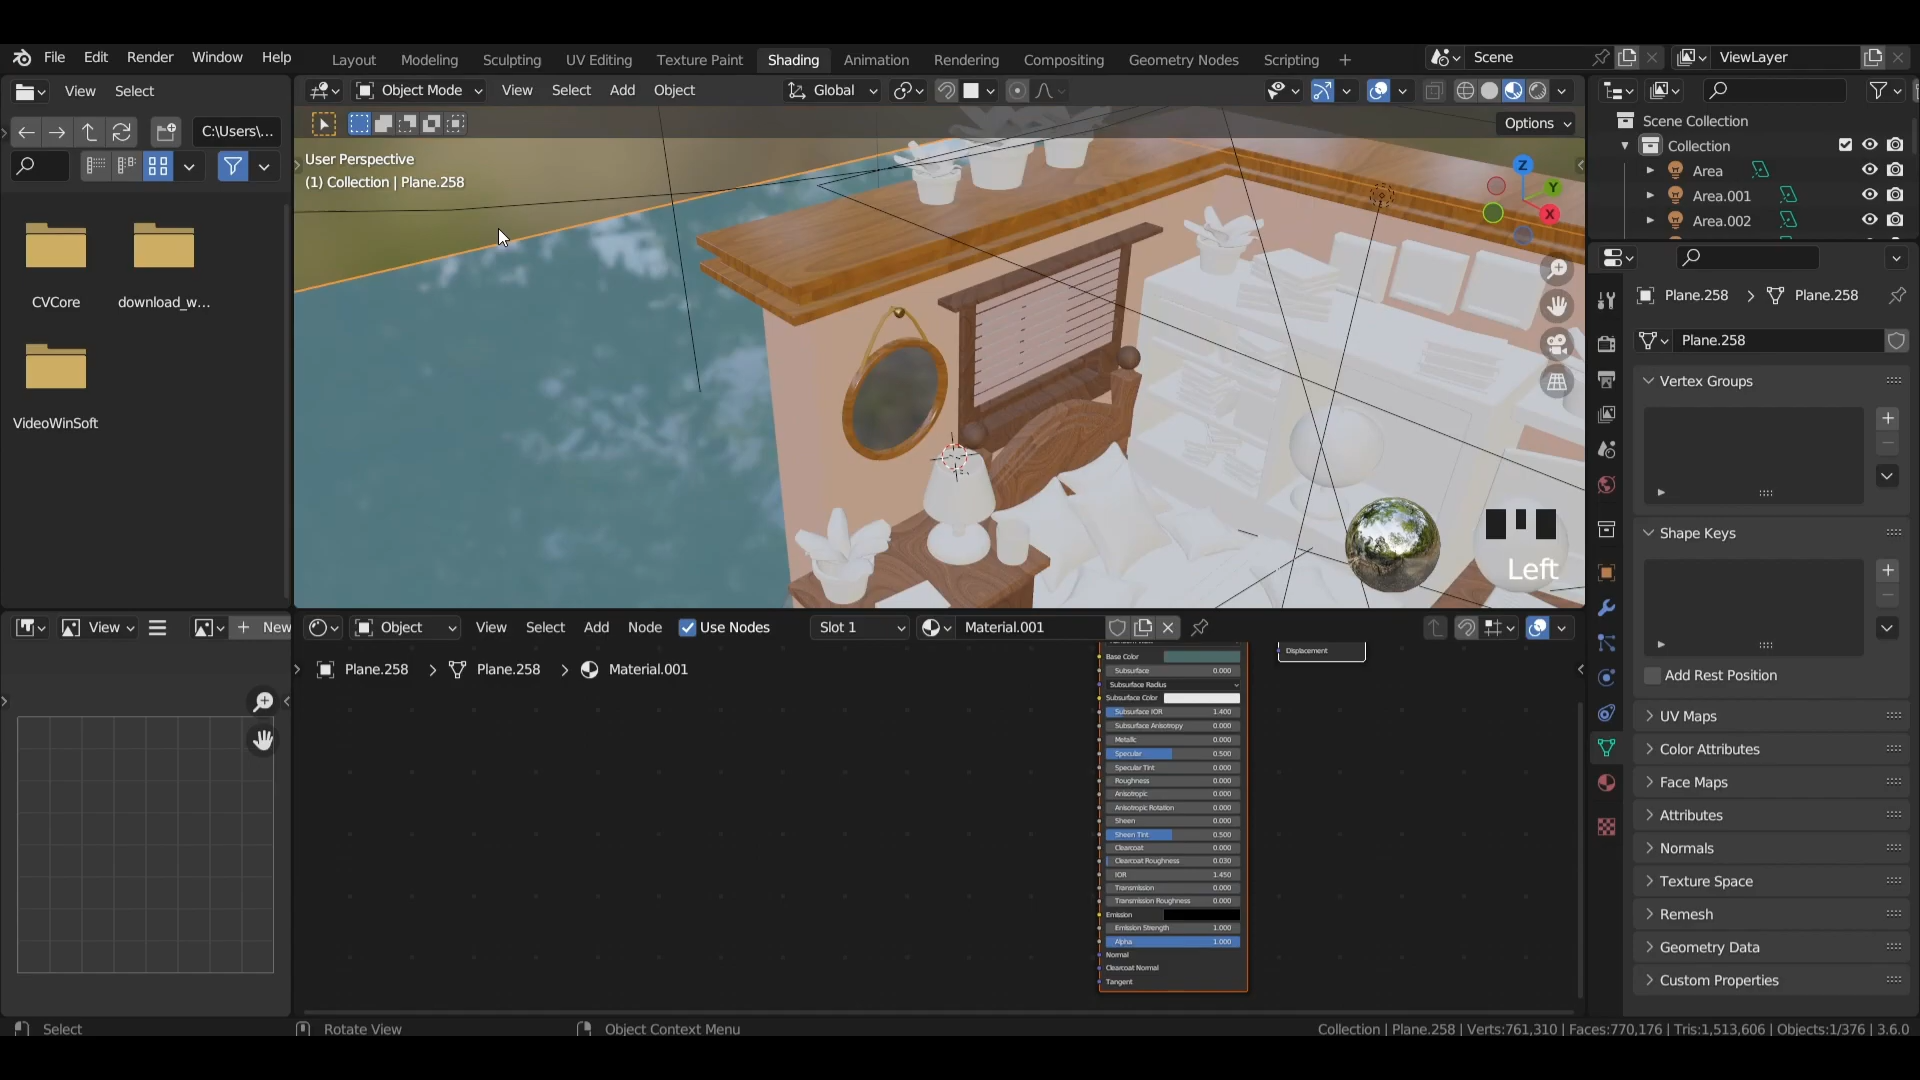 File Edit Render Window Help
Layout Modeling Sculpting UV Editing Texture Paint Shading Animation Rendering Compositing Geometry Nodes Scripting +
Scene
ViewLayer
View Select
Object Mode View Select Add Object
Global
C:\Users\...
Options
CVCore
download_w...
VideoWinSoft
User Perspective
(1) Collection | Plane.258
Z
Y
X
Left
Scene Collection
Collection
Area
Area.001
Area.002
Plane.258 > Plane.258
Plane.258
Vertex Groups
Shape Keys
Add Rest Position
UV Maps
Color Attributes
Face Maps
Attributes
Normals
Texture Space
Remesh
Geometry Data
Custom Properties
View
New
Object View Select Add Node Use Nodes
Slot 1
Material.001
Plane.258 > Plane.258 > Material.001
Displacement
Base Color
Subsurface 0.000
Subsurface Radius
Subsurface Color
Subsurface IOR 1.400
Subsurface Anisotropy 0.000
Metallic 0.000
Specular 0.500
Specular Tint 0.000
Roughness 0.000
Anisotropic 0.000
Anisotropic Rotation 0.000
Sheen 0.000
Sheen Tint 0.500
Clearcoat 0.000
Clearcoat Roughness 0.030
IOR 1.450
Transmission 0.000
Transmission Roughness 0.000
Emission
Emission Strength 1.000
Alpha 1.000
Normal
Clearcoat Normal
Tangent
Select
Rotate View
Object Context Menu
Collection | Plane.258 | Verts:761,310 | Faces:770,176 | Tris:1,513,606 | Objects:1/376 | 3.6.0